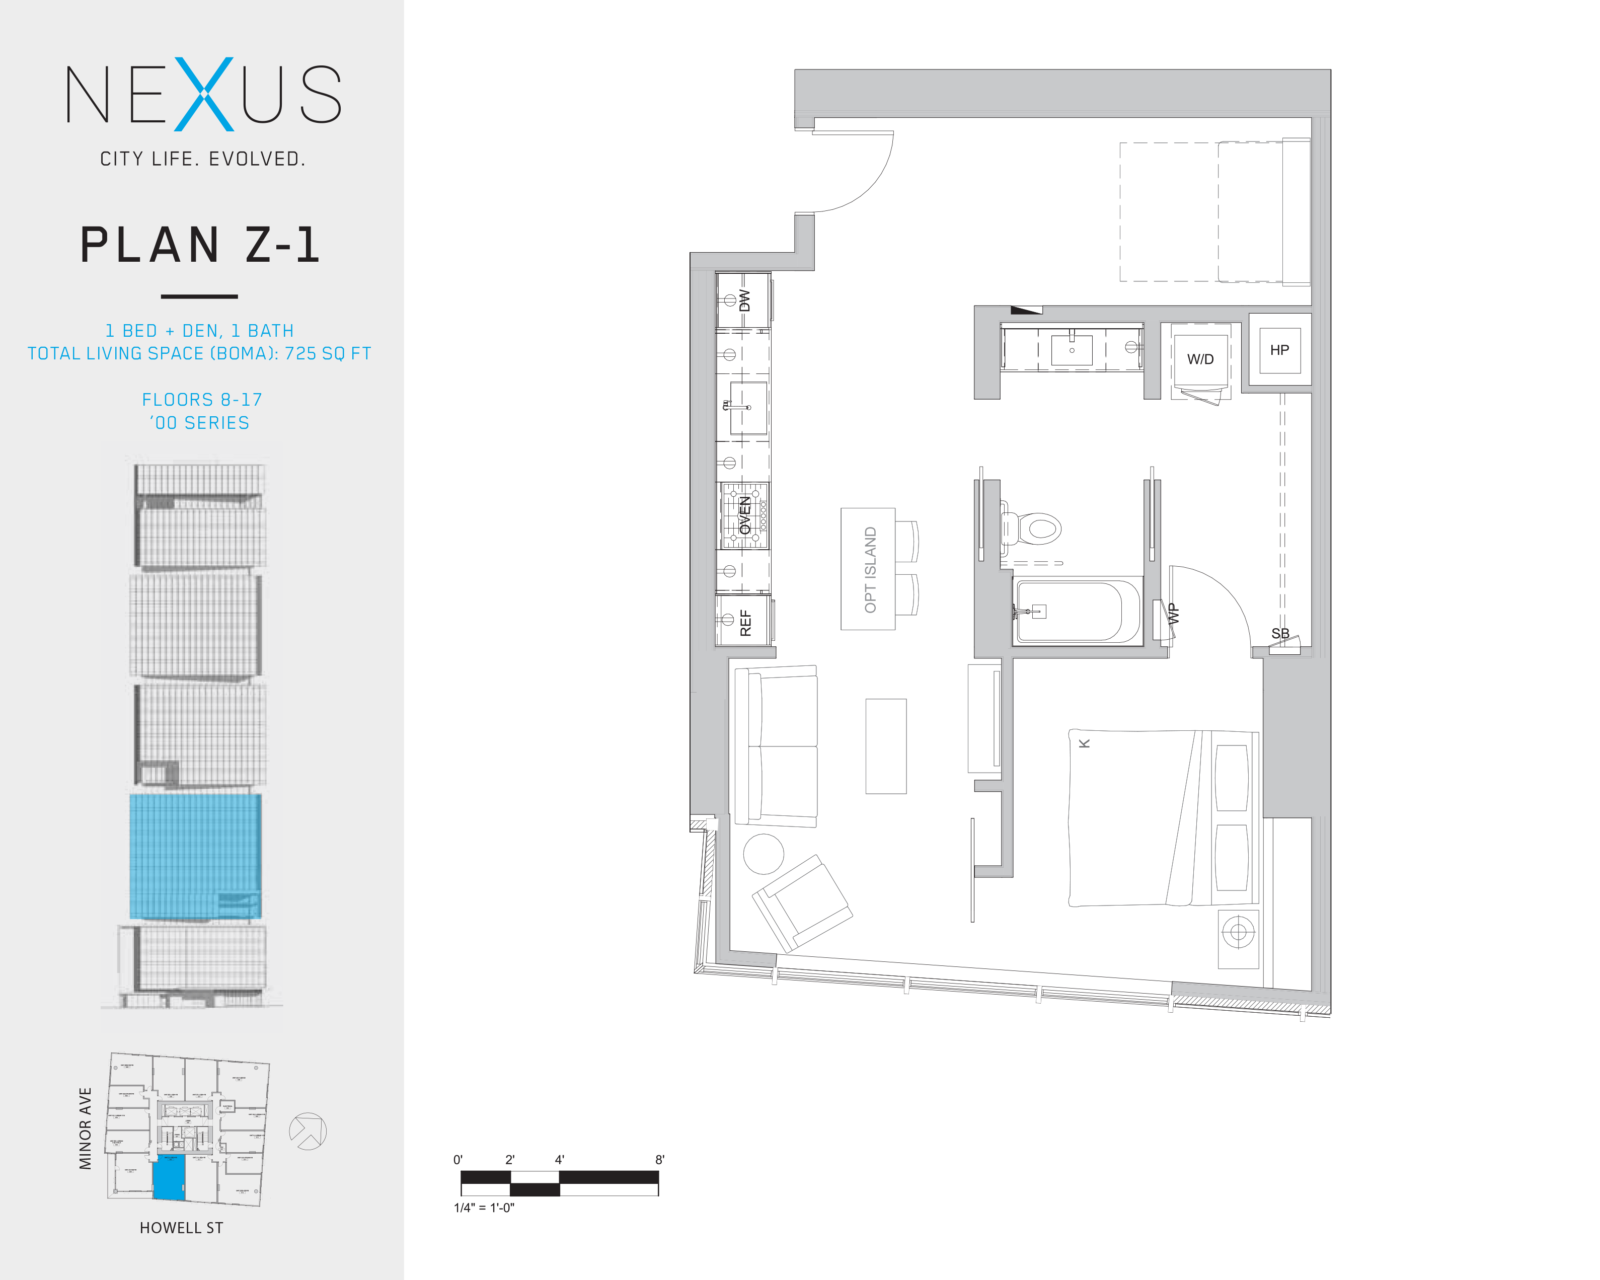 NEXUS
CITY LIFE. EVOLVED.
PLAN Z-1
1 BED + DEN, 1 BATH
TOTAL LIVING SPACE (BOMA): 725 SQ FT
FLOORS 8-17
‘00 SERIES
MINOR AVE
HOWELL ST
DW
OVEN
REF
OPT ISLAND
W/D
HP
WP
SB
K
0' 2' 4' 8'
1/4" = 1'-0"